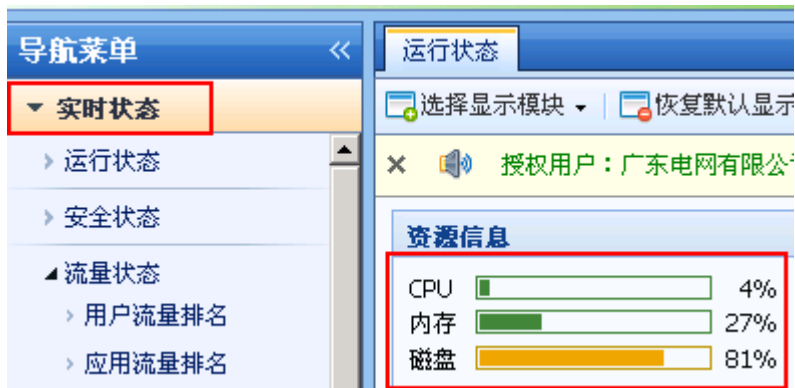 导航菜单
实时状态
运行状态
安全状态
流量状态
用户流量排名
应用流量排名
运行状态
选择显示模块 恢复默认显示
授权用户：广东电网有限公
资源信息
CPU 4%
内存 27%
磁盘 81%